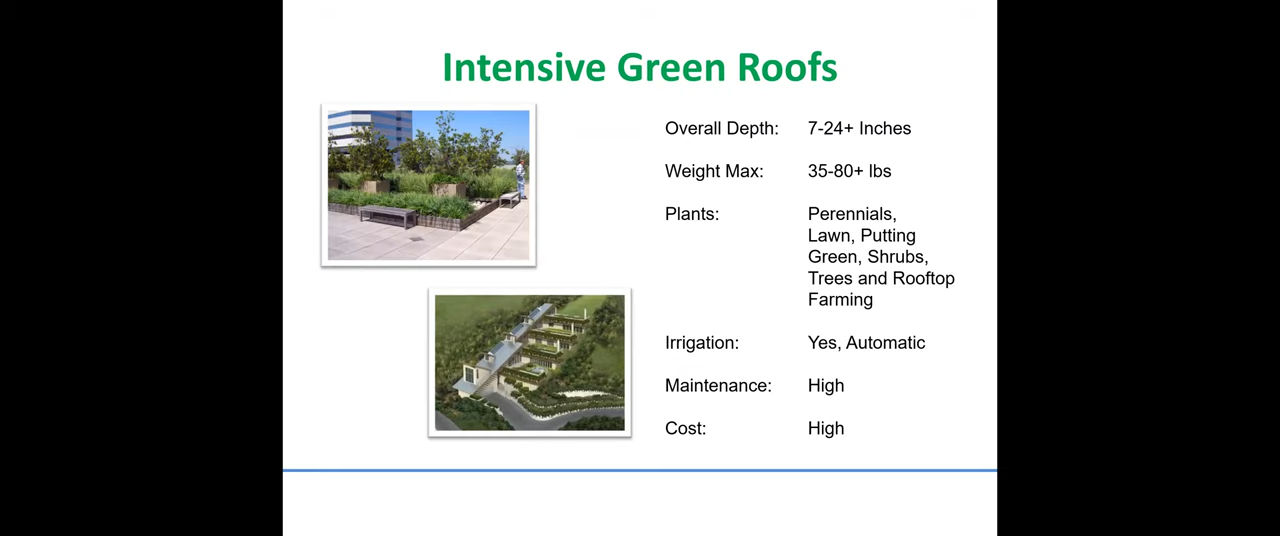 Intensive Green Roofs
Overall Depth: 7-24+ Inches
Weight Max: 35-80+ lbs
Plants: Perennials,
Lawn, Putting
Green, Shrubs,
Trees and Rooftop
Farming
Irrigation: Yes, Automatic
Maintenance: High
Cost: High